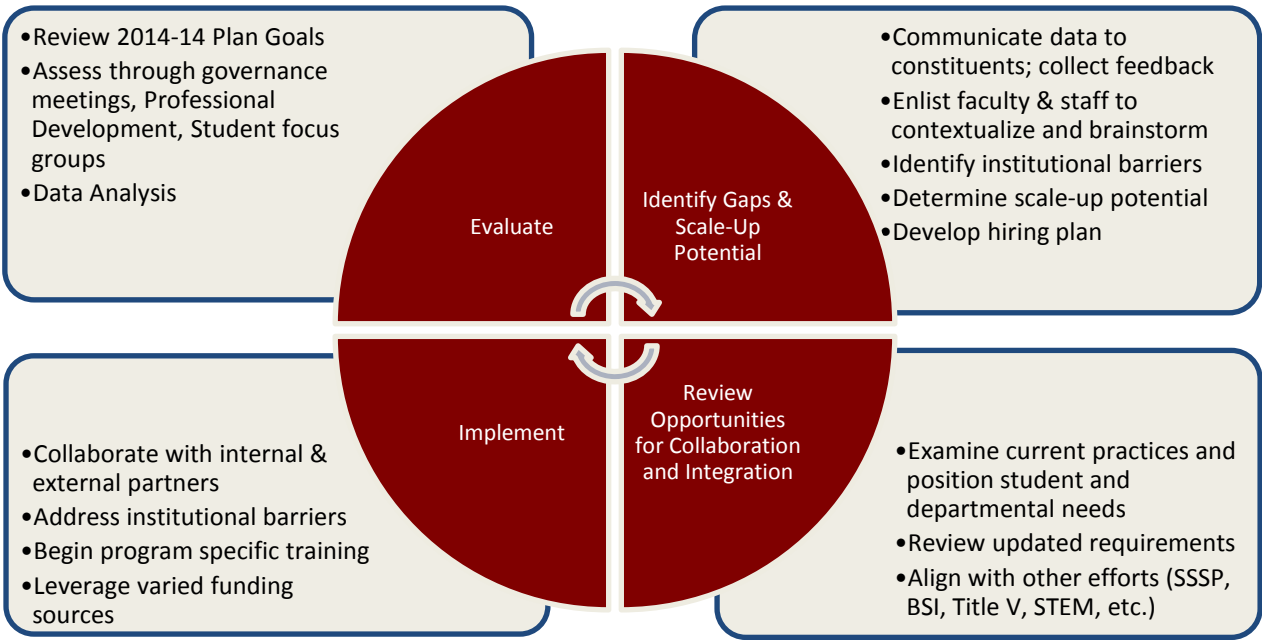 •Review 2014-14 Plan Goals
•Assess through governance
meetings, Professional
Development, Student focus
groups
•Data Analysis
•Communicate data to
constituents; collect feedback
•Enlist faculty & staff to
contextualize and brainstorm
•Identify institutional barriers
•Determine scale-up potential
•Develop hiring plan
Evaluate
Identify Gaps &
Scale-Up
Potential
Implement
Review
Opportunities
for Collaboration
and Integration
•Collaborate with internal &
external partners
•Address institutional barriers
•Begin program specific training
•Leverage varied funding
sources
•Examine current practices and
position student and
departmental needs
•Review updated requirements
•Align with other efforts (SSSP,
BSI, Title V, STEM, etc.)